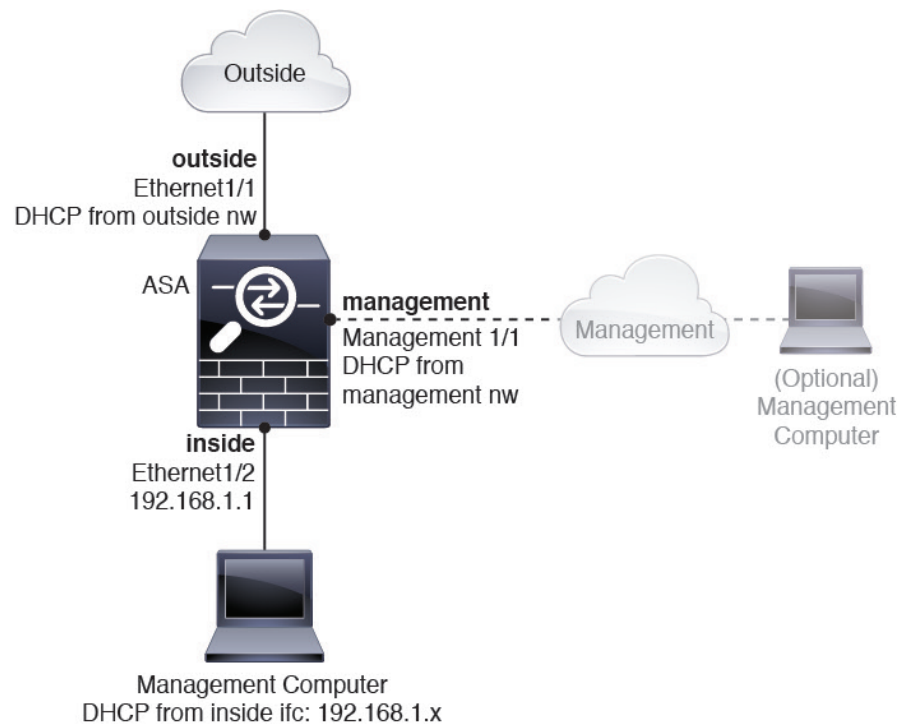 Outside
outside
Ethernet1/1
DHCP from outside nw
ASA
management
Management 1/1
DHCP from
management nw
Management
(Optional)
Management
Computer
inside
Ethernet1/2
192.168.1.1
Management Computer
DHCP from inside ifc: 192.168.1.x